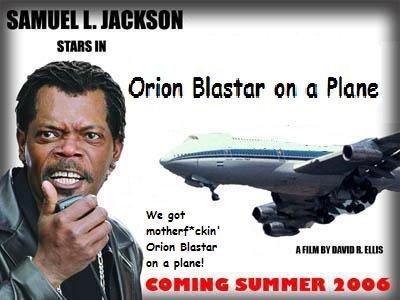 SAMUEL L. JACKSON
STARS IN
Orion Blastar on a Plane
We got
motherf*ckin'
Orion Blastar
on a plane!
A FILM BY DAVID R. ELLIS
COMING SUMMER 2006